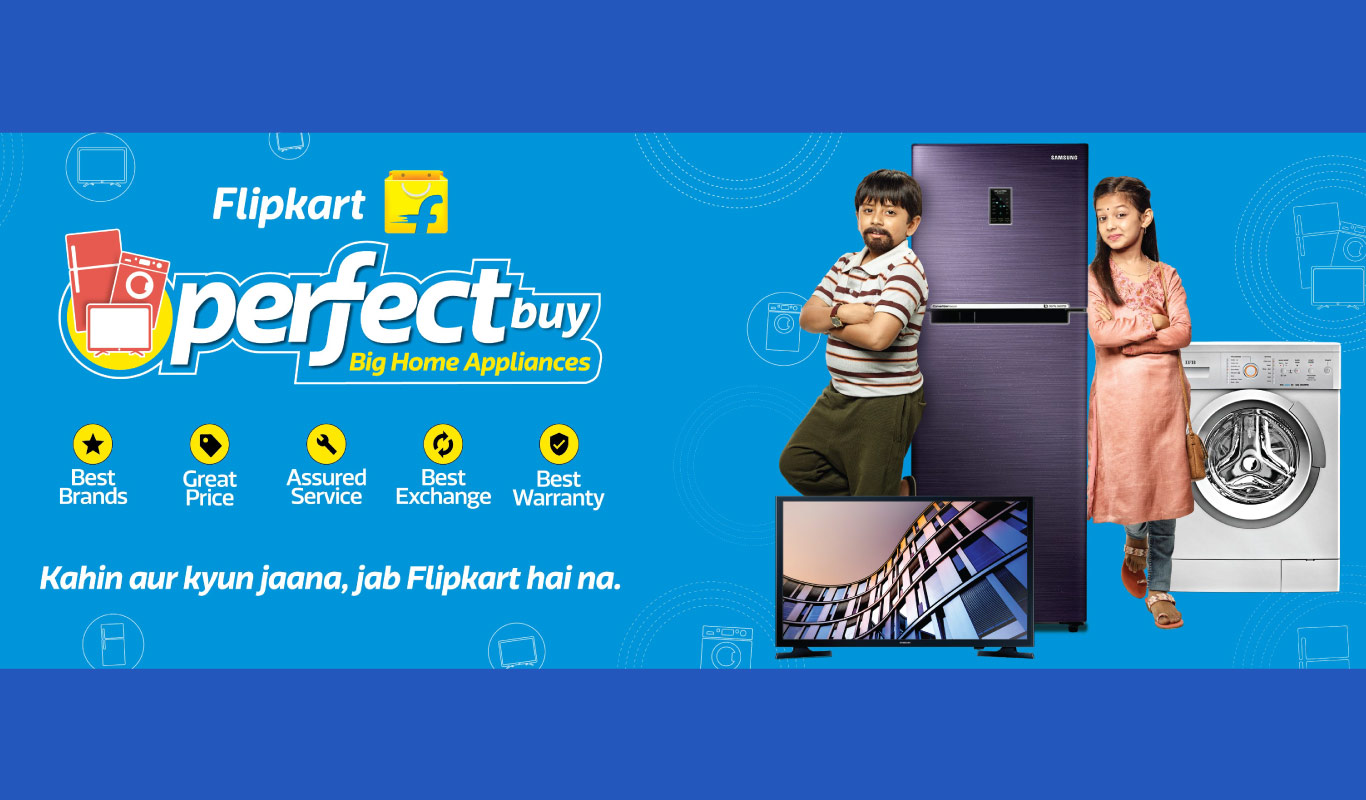 Flipkart
perfect buy
Big Home Appliances
Best
Brands
Great
Price
Assured
Service
Best
Exchange
Best
Warranty
Kahin aur kyun jaana, jab Flipkart hai na.
SAMSUNG
IFB